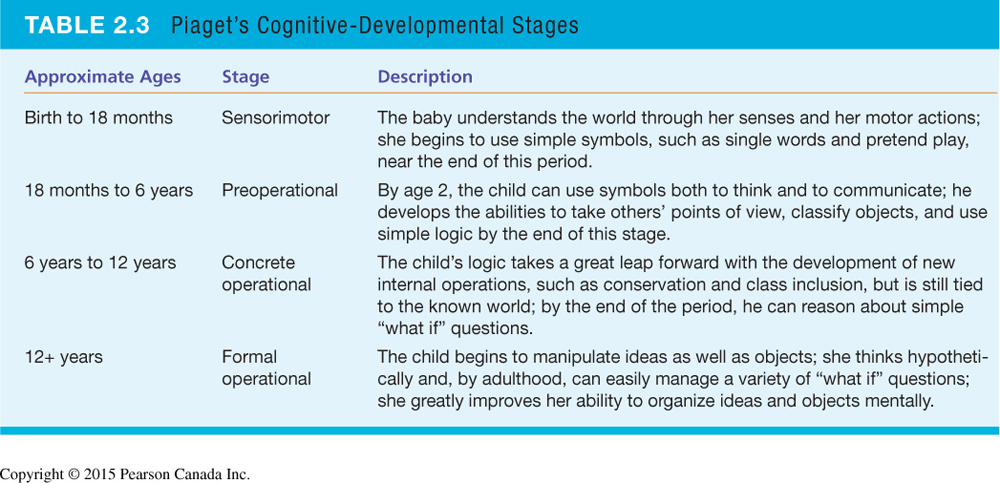 TABLE 2.3 Piaget's Cognitive-Developmental Stages
Approximate Ages Stage Description
Birth to 18 months Sensorimotor The baby understands the world through her senses and her motor actions;
she begins to use simple symbols, such as single words and pretend play,
near the end of this period.
18 months to 6 years Preoperational By age 2, the child can use symbols both to think and to communicate; he
develops the abilities to take others' points of view, classify objects, and use
simple logic by the end of this stage.
6 years to 12 years Concrete The child's logic takes a great leap forward with the development of new
operational internal operations, such as conservation and class inclusion, but is still tied
to the known world; by the end of the period, he can reason about simple
"what if" questions.
12+ years Formal The child begins to manipulate ideas as well as objects; she thinks hypotheti-
operational cally and, by adulthood, can easily manage a variety of "what if" questions;
she greatly improves her ability to organize ideas and objects mentally.
Copyright © 2015 Pearson Canada Inc.